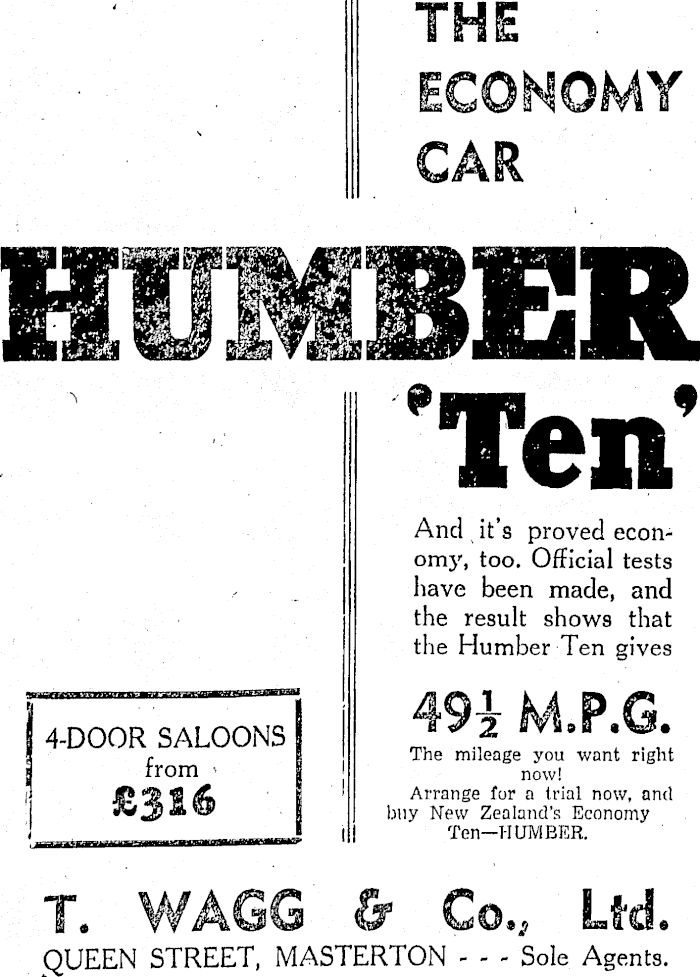 THE
ECONOMY
CAR
HUMBER
'Ten'
And it's proved econ-
omy, too. Official tests
have been made, and
the result shows that
the Humber Ten gives
49½ M.P.G.
The mileage you want right
now!
Arrange for a trial now, and
buy New Zealand's Economy
Ten—HUMBER.
4-DOOR SALOONS
from
£316
T. WAGG & Co., Ltd.
QUEEN STREET, MASTERTON - - - Sole Agents.